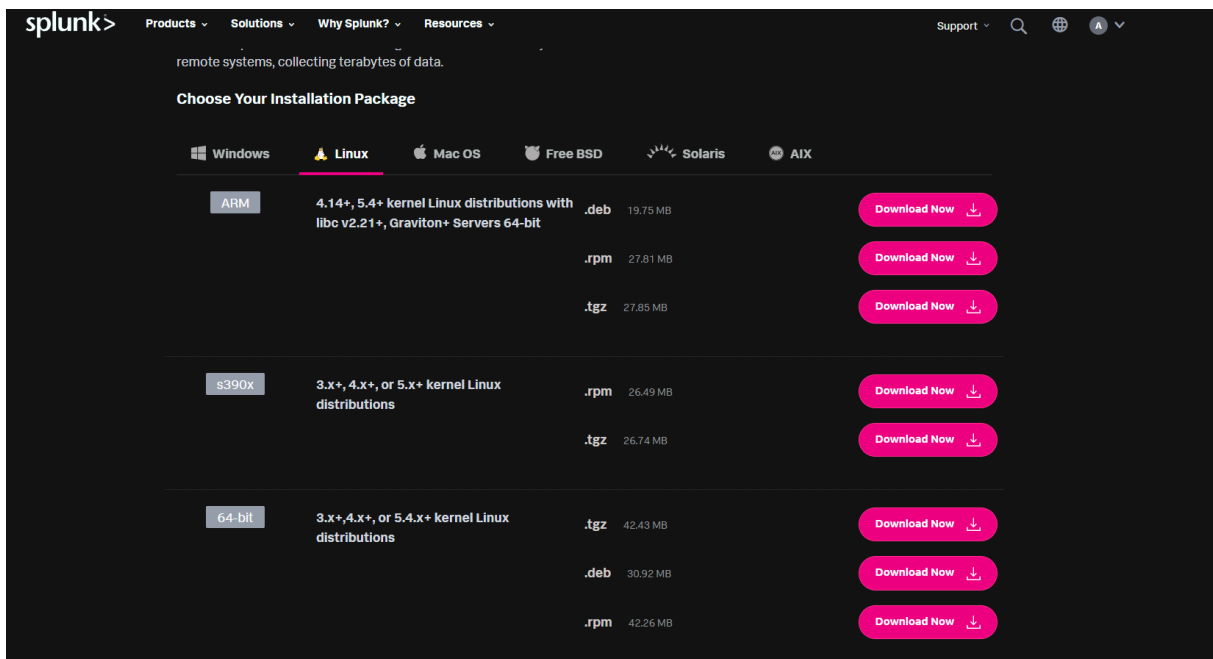 splunk>
Products
Solutions
Why Splunk?
Resources
Support
A
remote systems, collecting terabytes of data.
Choose Your Installation Package
Windows
Linux
Mac OS
Free BSD
Solaris
AIX
AIX
ARM
4.14+, 5.4+ kernel Linux distributions with
libc v2.21+, Graviton+ Servers 64-bit
.deb 19.75 MB
Download Now
.rpm 27.81 MB
Download Now
.tgz 27.85 MB
Download Now
s390x
3.x+, 4.x+, or 5.x+ kernel Linux
distributions
.rpm 26.49 MB
Download Now
.tgz 26.74 MB
Download Now
64-bit
3.x+,4.x+, or 5.4.x+ kernel Linux
distributions
.tgz 42.43 MB
Download Now
.deb 30.92 MB
Download Now
.rpm 42.26 MB
Download Now